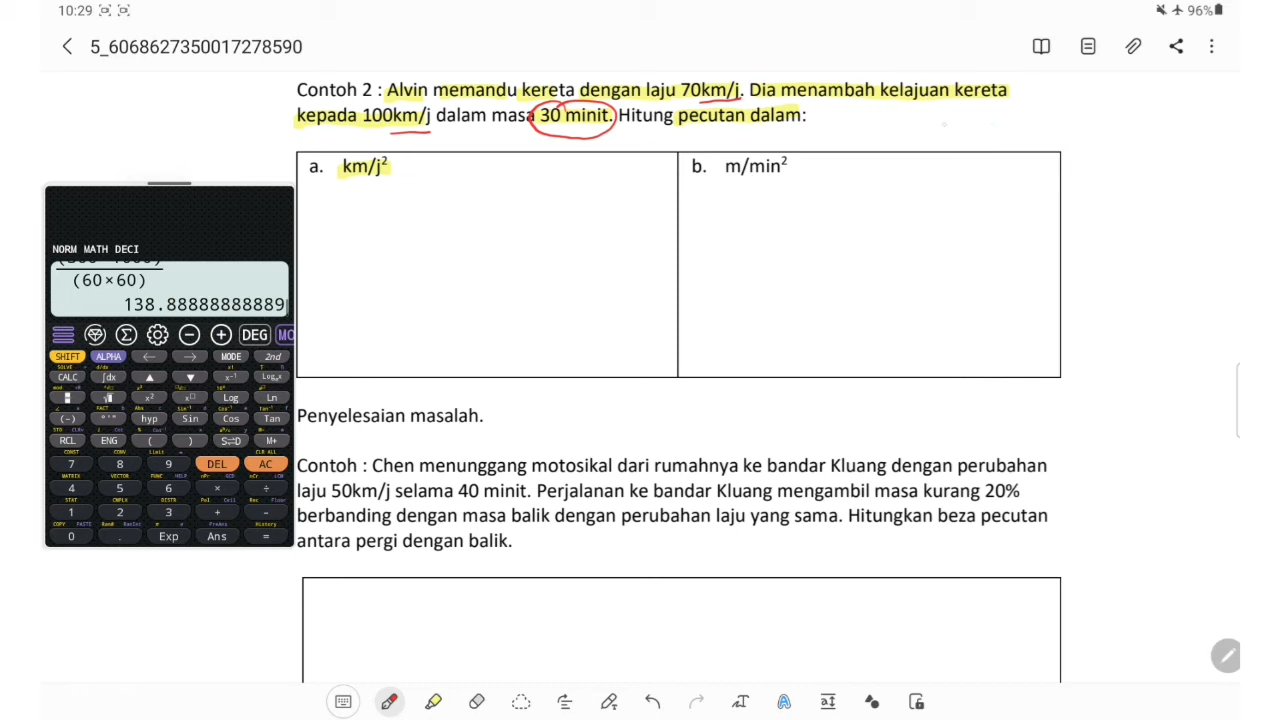 10:29
96%
5_6068627350017278590
Contoh 2 : Alvin memandu kereta dengan laju 70km/j. Dia menambah kelajuan kereta
kepada 100km/j dalam masa 30 minit. Hitung pecutan dalam:
a. km/j²
b. m/min²
NORM MATH DECI
(60×60)
138.88888888889
DEG
SHIFT ALPHA ← → MODE 2nd
CALC ∫dx ▲ ▼ x⁻¹
Log Ln
(−) hyp Sin Cos Tan
RCL ENG ( ) S⇌D M+
7 8 9 DEL AC
4 5 6 × ÷
1 2 3 + -
0 . Exp Ans =
Penyelesaian masalah.
Contoh : Chen menunggang motosikal dari rumahnya ke bandar Kluang dengan perubahan
laju 50km/j selama 40 minit. Perjalanan ke bandar Kluang mengambil masa kurang 20%
berbanding dengan masa balik dengan perubahan laju yang sama. Hitungkan beza pecutan
antara pergi dengan balik.